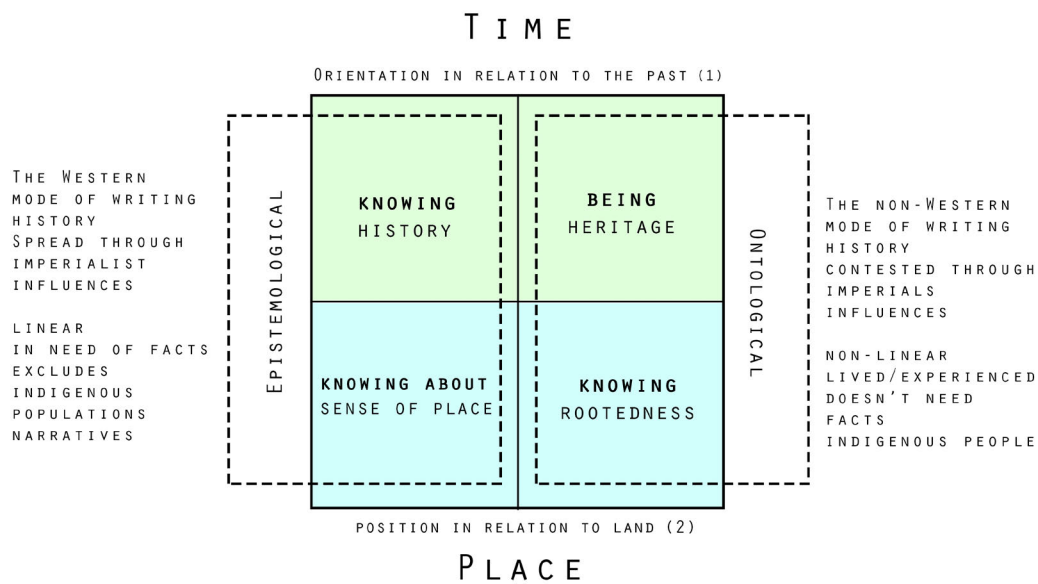 TIME
ORIENTATION IN RELATION TO THE PAST (1)
THE WESTERN
MODE OF WRITING
HISTORY
SPREAD THROUGH
IMPERIALIST
INFLUENCES
LINEAR
IN NEED OF FACTS
EXCLUDES
INDIGENOUS
POPULATIONS
NARRATIVES
EPISTEMOLOGICAL
KNOWING
HISTORY
BEING
HERITAGE
KNOWING ABOUT
SENSE OF PLACE
KNOWING
ROOTEDNESS
ONTOLOGICAL
THE NON-WESTERN
MODE OF WRITING
HISTORY
CONTESTED THROUGH
IMPERIALS
INFLUENCES
NON-LINEAR
LIVED/EXPERIENCED
DOESN'T NEED
FACTS
INDIGENOUS PEOPLE
POSITION IN RELATION TO LAND (2)
PLACE